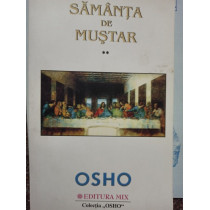 SĂMÂNȚA
DE
MUȘTAR
**
OSHO
EDITURA MIX
Colecția „OSHO”